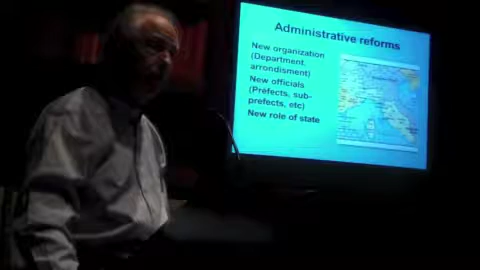 Administrative reforms
New organization
(Department.
arrondisment)
New officials
(Prefects, sub-
prefects, etc)
New role of state